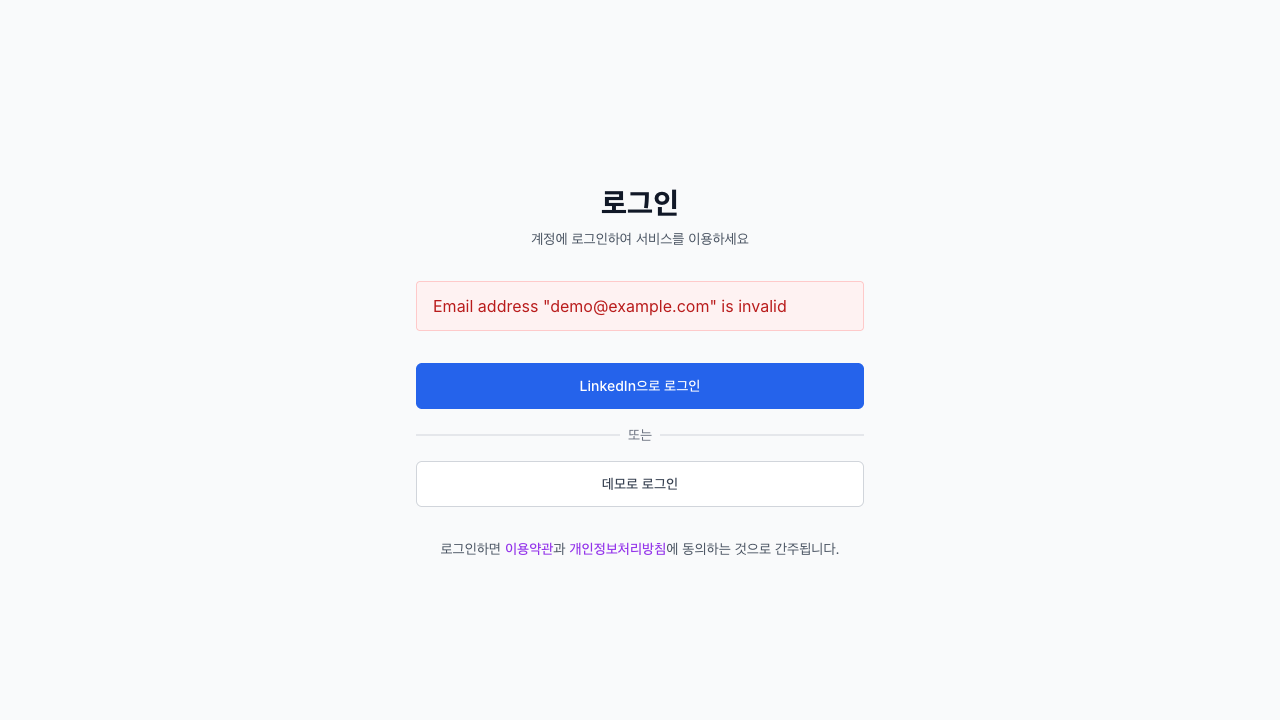 로그인
계정에 로그인하여 서비스를 이용하세요
Email address "demo@example.com" is invalid
LinkedIn으로 로그인
또는
데모로 로그인
로그인하면 이용약관과 개인정보처리방침에 동의하는 것으로 간주됩니다.